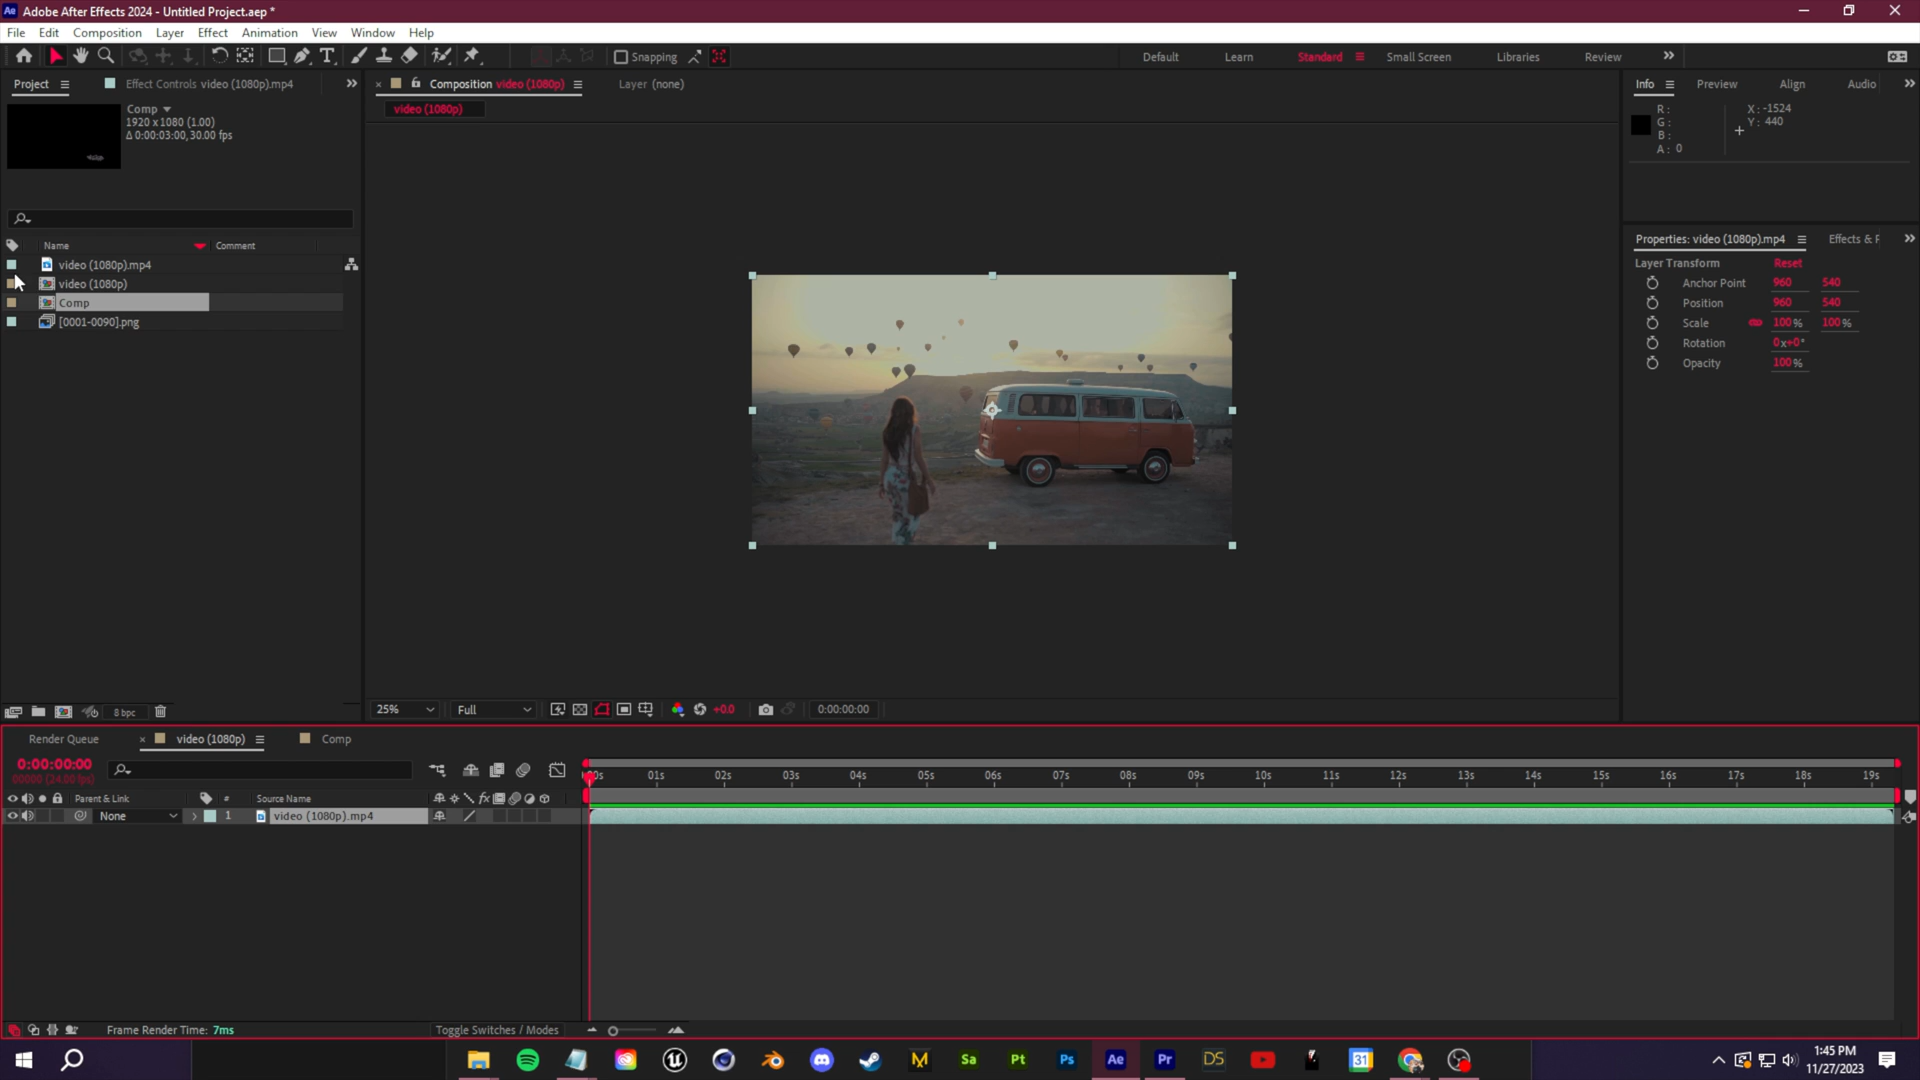 Adobe After Effects 2024 - Untitled Project.aep *
File Edit Composition Layer Effect Animation View Window Help
Snapping
Default Learn Standard Small Screen Libraries Review
Project Effect Controls video (1080p).mp4
Composition video (1080p) Layer (none)
Info Preview Align Audio
Comp
1920 x 1080 (1.00)
Δ 0:00:03:00, 30.00 fps
video (1080p)
R :
G :
B :
A : 0
X : -1524
Y : 440
Name Comment
video (1080p).mp4
video (1080p)
Comp
[0001-0090].png
Properties: video (1080p).mp4
Layer Transform Reset
Anchor Point 960 540
Position 960 540
Scale 100 % 100 %
Rotation 0x+0°
Opacity 100 %
8 bpc
25% Full +0.0 0:00:00:00
Render Queue video (1080p) Comp
0:00:00:00
00000 (24.00 fps)
01s 02s 03s 04s 05s 06s 07s 08s 09s 10s 11s 12s 13s 14s 15s 16s 17s 18s 19s
Parent & Link # Source Name
None 1 video (1080p).mp4
Frame Render Time: 7ms
Toggle Switches / Modes
Sa Pt Ps Ae Pr DS 31
1:45 PM
11/27/2023